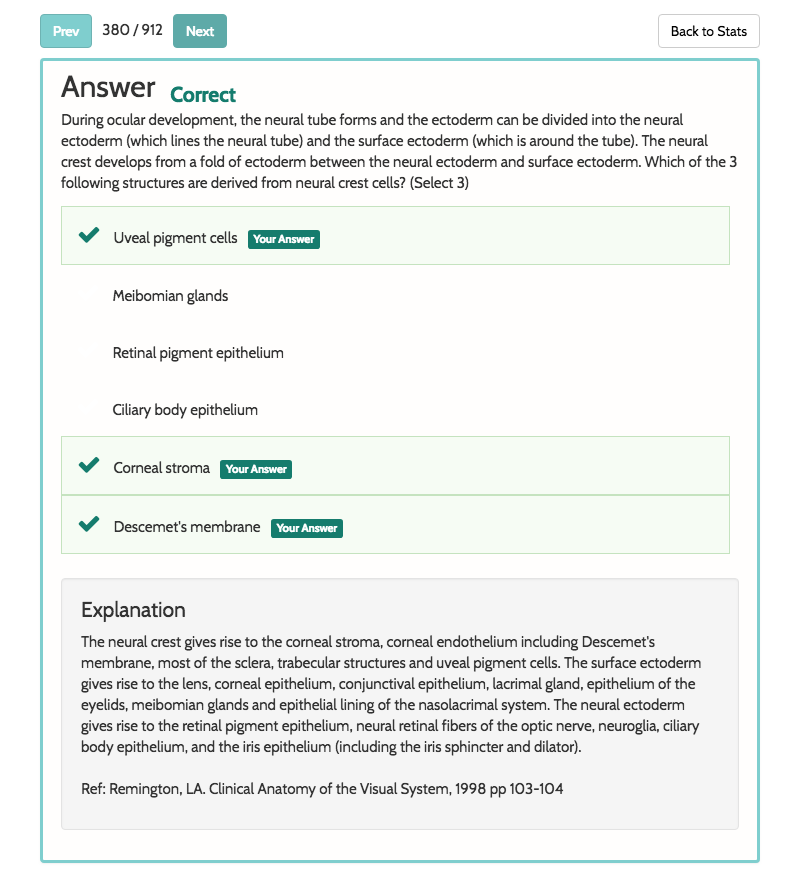 Prev 380 / 912 Next Back to Stats
Answer Correct
During ocular development, the neural tube forms and the ectoderm can be divided into the neural
ectoderm (which lines the neural tube) and the surface ectoderm (which is around the tube). The neural
crest develops from a fold of ectoderm between the neural ectoderm and surface ectoderm. Which of the 3
following structures are derived from neural crest cells? (Select 3)
Uveal pigment cells Your Answer
Meibomian glands
Retinal pigment epithelium
Ciliary body epithelium
Corneal stroma Your Answer
Descemet's membrane Your Answer
Explanation
The neural crest gives rise to the corneal stroma, corneal endothelium including Descemet's
membrane, most of the sclera, trabecular structures and uveal pigment cells. The surface ectoderm
gives rise to the lens, corneal epithelium, conjunctival epithelium, lacrimal gland, epithelium of the
eyelids, meibomian glands and epithelial lining of the nasolacrimal system. The neural ectoderm
gives rise to the retinal pigment epithelium, neural retinal fibers of the optic nerve, neuroglia, ciliary
body epithelium, and the iris epithelium (including the iris sphincter and dilator).
Ref: Remington, LA. Clinical Anatomy of the Visual System, 1998 pp 103-104